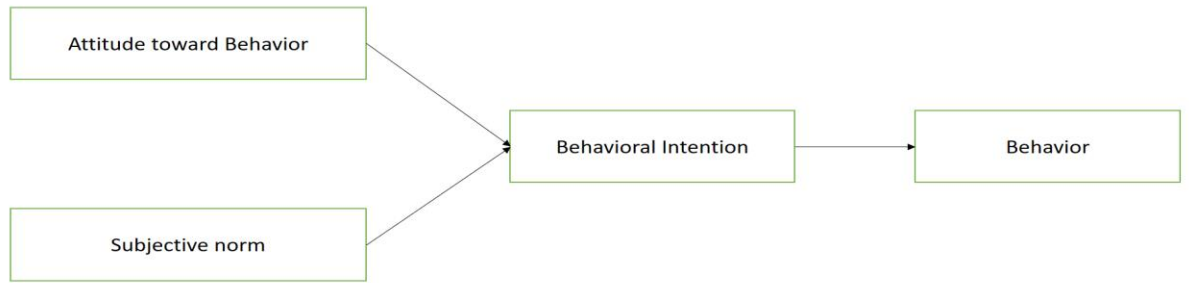 Attitude toward Behavior
Behavioral Intention
Behavior
Subjective norm